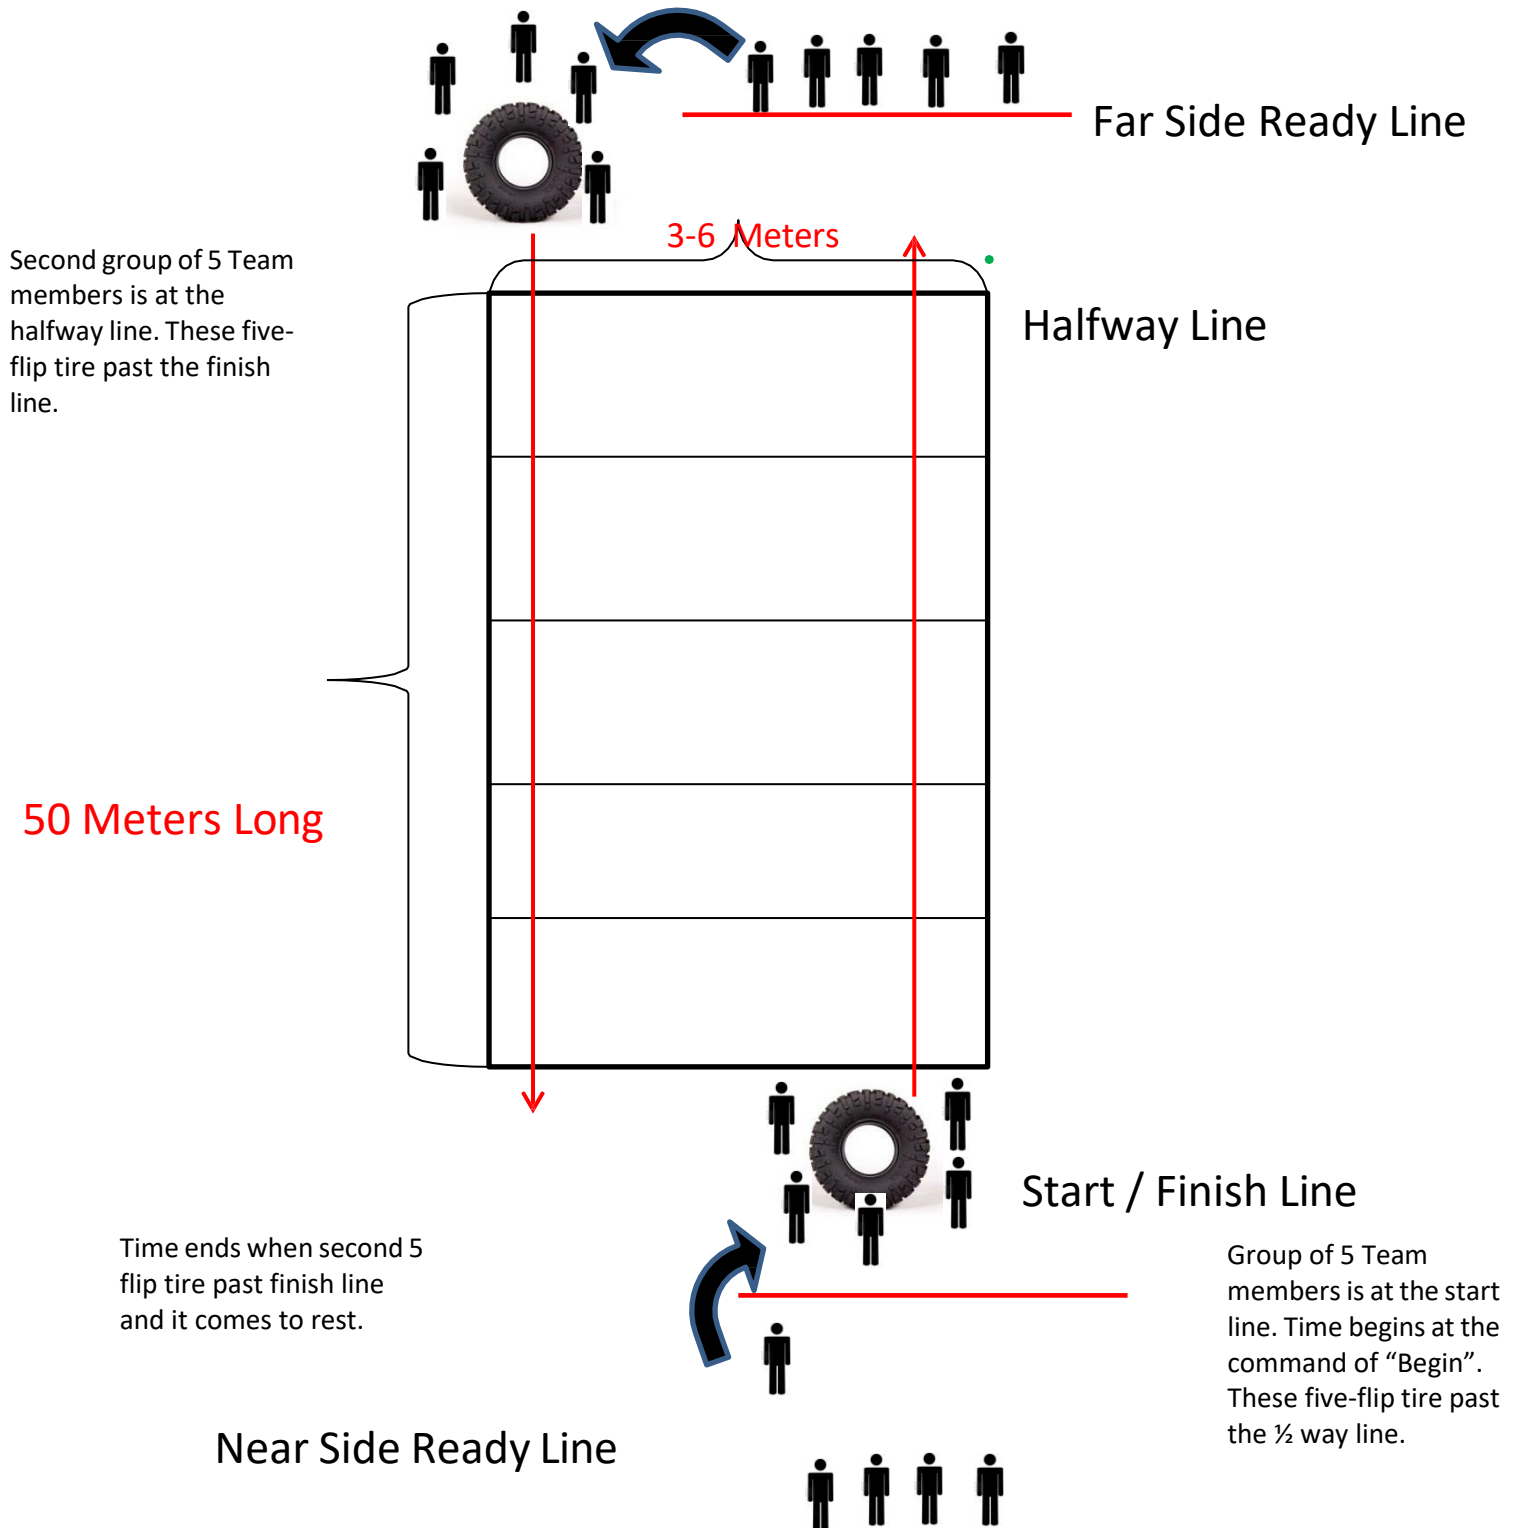 Far Side Ready Line
3-6 Meters
Second group of 5 Team
members is at the
halfway line. These five-
flip tire past the finish
line.
Halfway Line
50 Meters Long
Start / Finish Line
Time ends when second 5
flip tire past finish line
and it comes to rest.
Group of 5 Team
members is at the start
line. Time begins at the
command of “Begin”.
These five-flip tire past
the ½ way line.
Near Side Ready Line